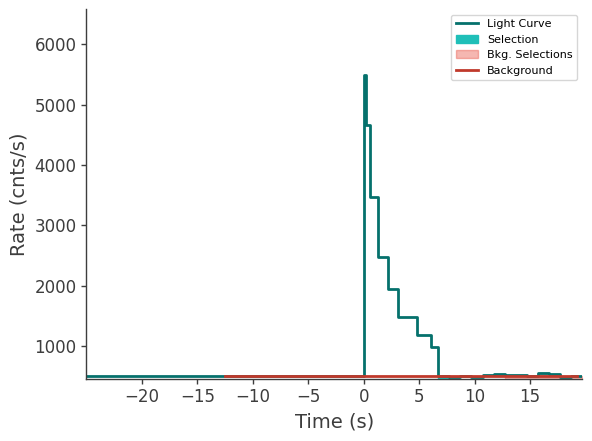 Light Curve
Selection
Bkg. Selections
Background
6000
5000
4000
3000
2000
1000
Rate (cnts/s)
−20 −15 −10 −5 0 5 10 15
Time (s)